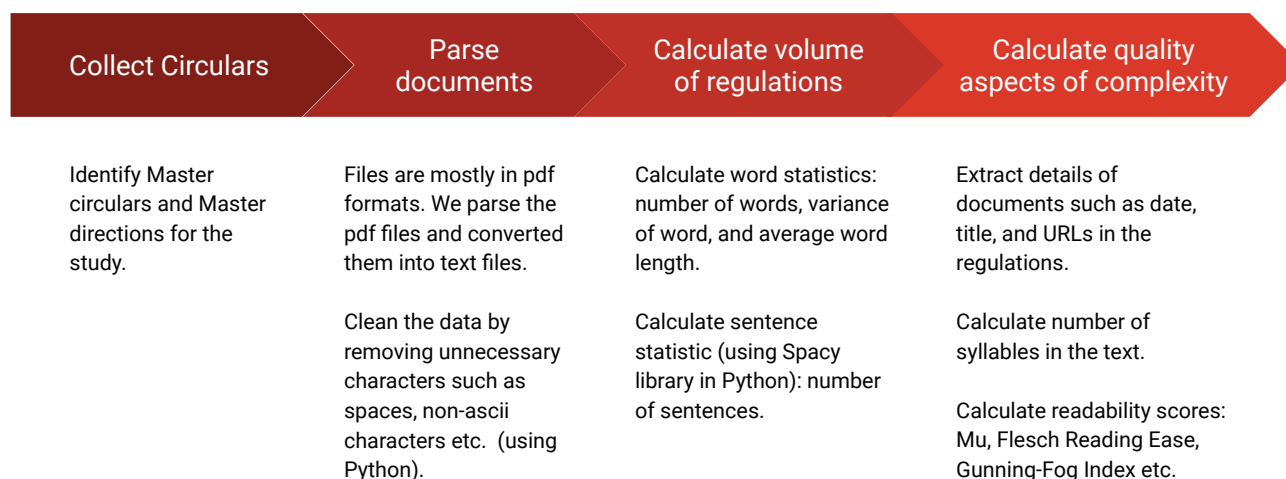 Collect Circulars
Parse
documents
Calculate volume
of regulations
Calculate quality
aspects of complexity
Identify Master
circulars and Master
directions for the
study.
Files are mostly in pdf
formats. We parse the
pdf files and converted
them into text files.
Clean the data by
removing unnecessary
characters such as
spaces, non-ascii
characters etc.  (using
Python).
Calculate word statistics:
number of words, variance
of word, and average word
length.
Calculate sentence
statistic (using Spacy
library in Python): number
of sentences.
Extract details of
documents such as date,
title, and URLs in the
regulations.
Calculate number of
syllables in the text.
Calculate readability scores:
Mu, Flesch Reading Ease,
Gunning-Fog Index etc.